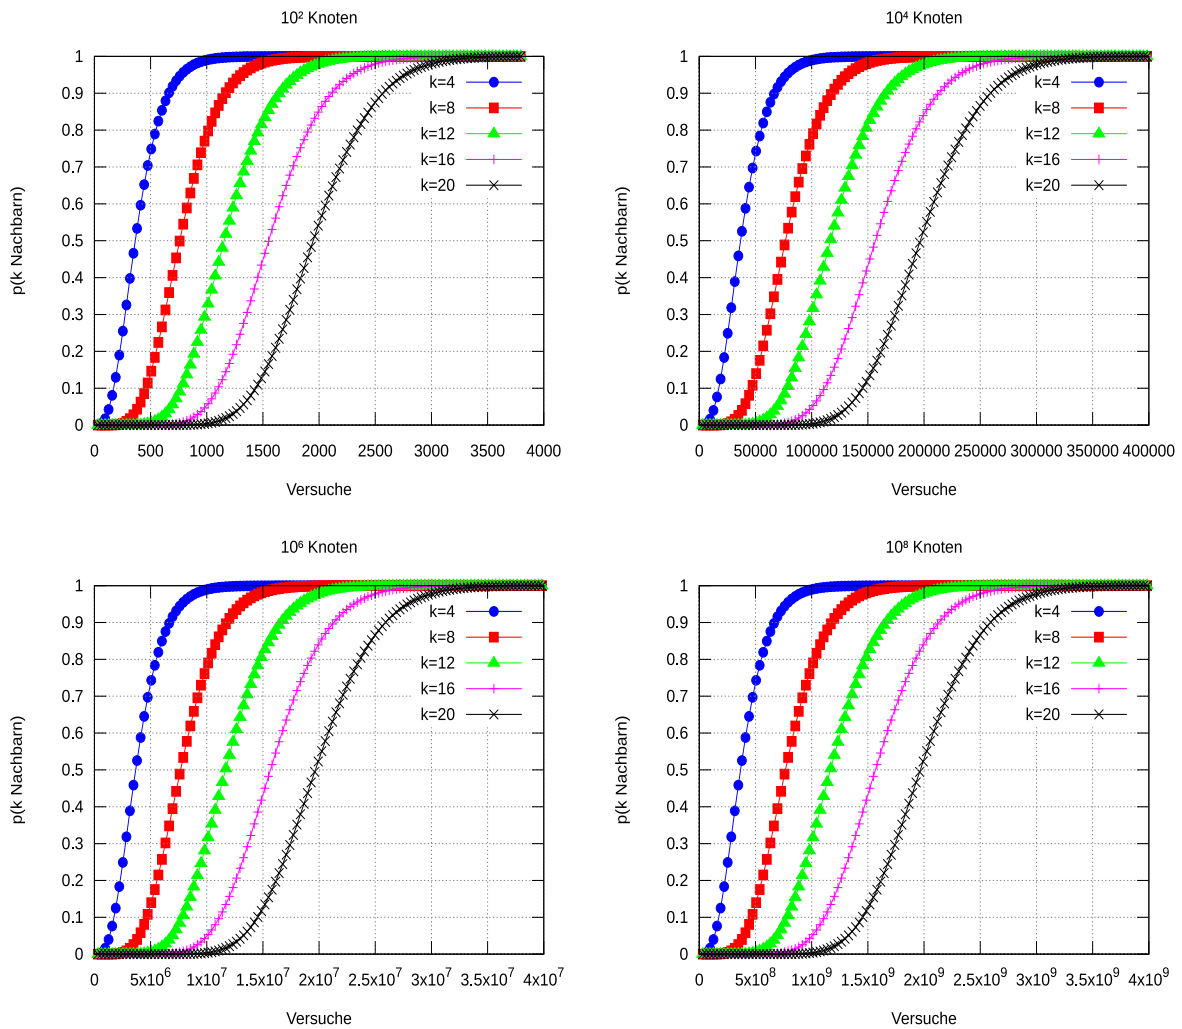 10² Knoten
1
0.9
0.8
0.7
0.6
0.5
0.4
0.3
0.2
0.1
0
p(k Nachbarn)
k=4
k=8
k=12
k=16
k=20
0 500 1000 1500 2000 2500 3000 3500 4000
Versuche
10⁴ Knoten
1
0.9
0.8
0.7
0.6
0.5
0.4
0.3
0.2
0.1
0
p(k Nachbarn)
k=4
k=8
k=12
k=16
k=20
0 50000 100000 150000 200000 250000 300000 350000 400000
Versuche
10⁶ Knoten
1
0.9
0.8
0.7
0.6
0.5
0.4
0.3
0.2
0.1
0
p(k Nachbarn)
k=4
k=8
k=12
k=16
k=20
0 5x10⁶ 1x10⁷ 1.5x10⁷ 2x10⁷ 2.5x10⁷ 3x10⁷ 3.5x10⁷ 4x10⁷
Versuche
10⁸ Knoten
1
0.9
0.8
0.7
0.6
0.5
0.4
0.3
0.2
0.1
0
p(k Nachbarn)
k=4
k=8
k=12
k=16
k=20
0 5x10⁸ 1x10⁹ 1.5x10⁹ 2x10⁹ 2.5x10⁹ 3x10⁹ 3.5x10⁹ 4x10⁹
Versuche